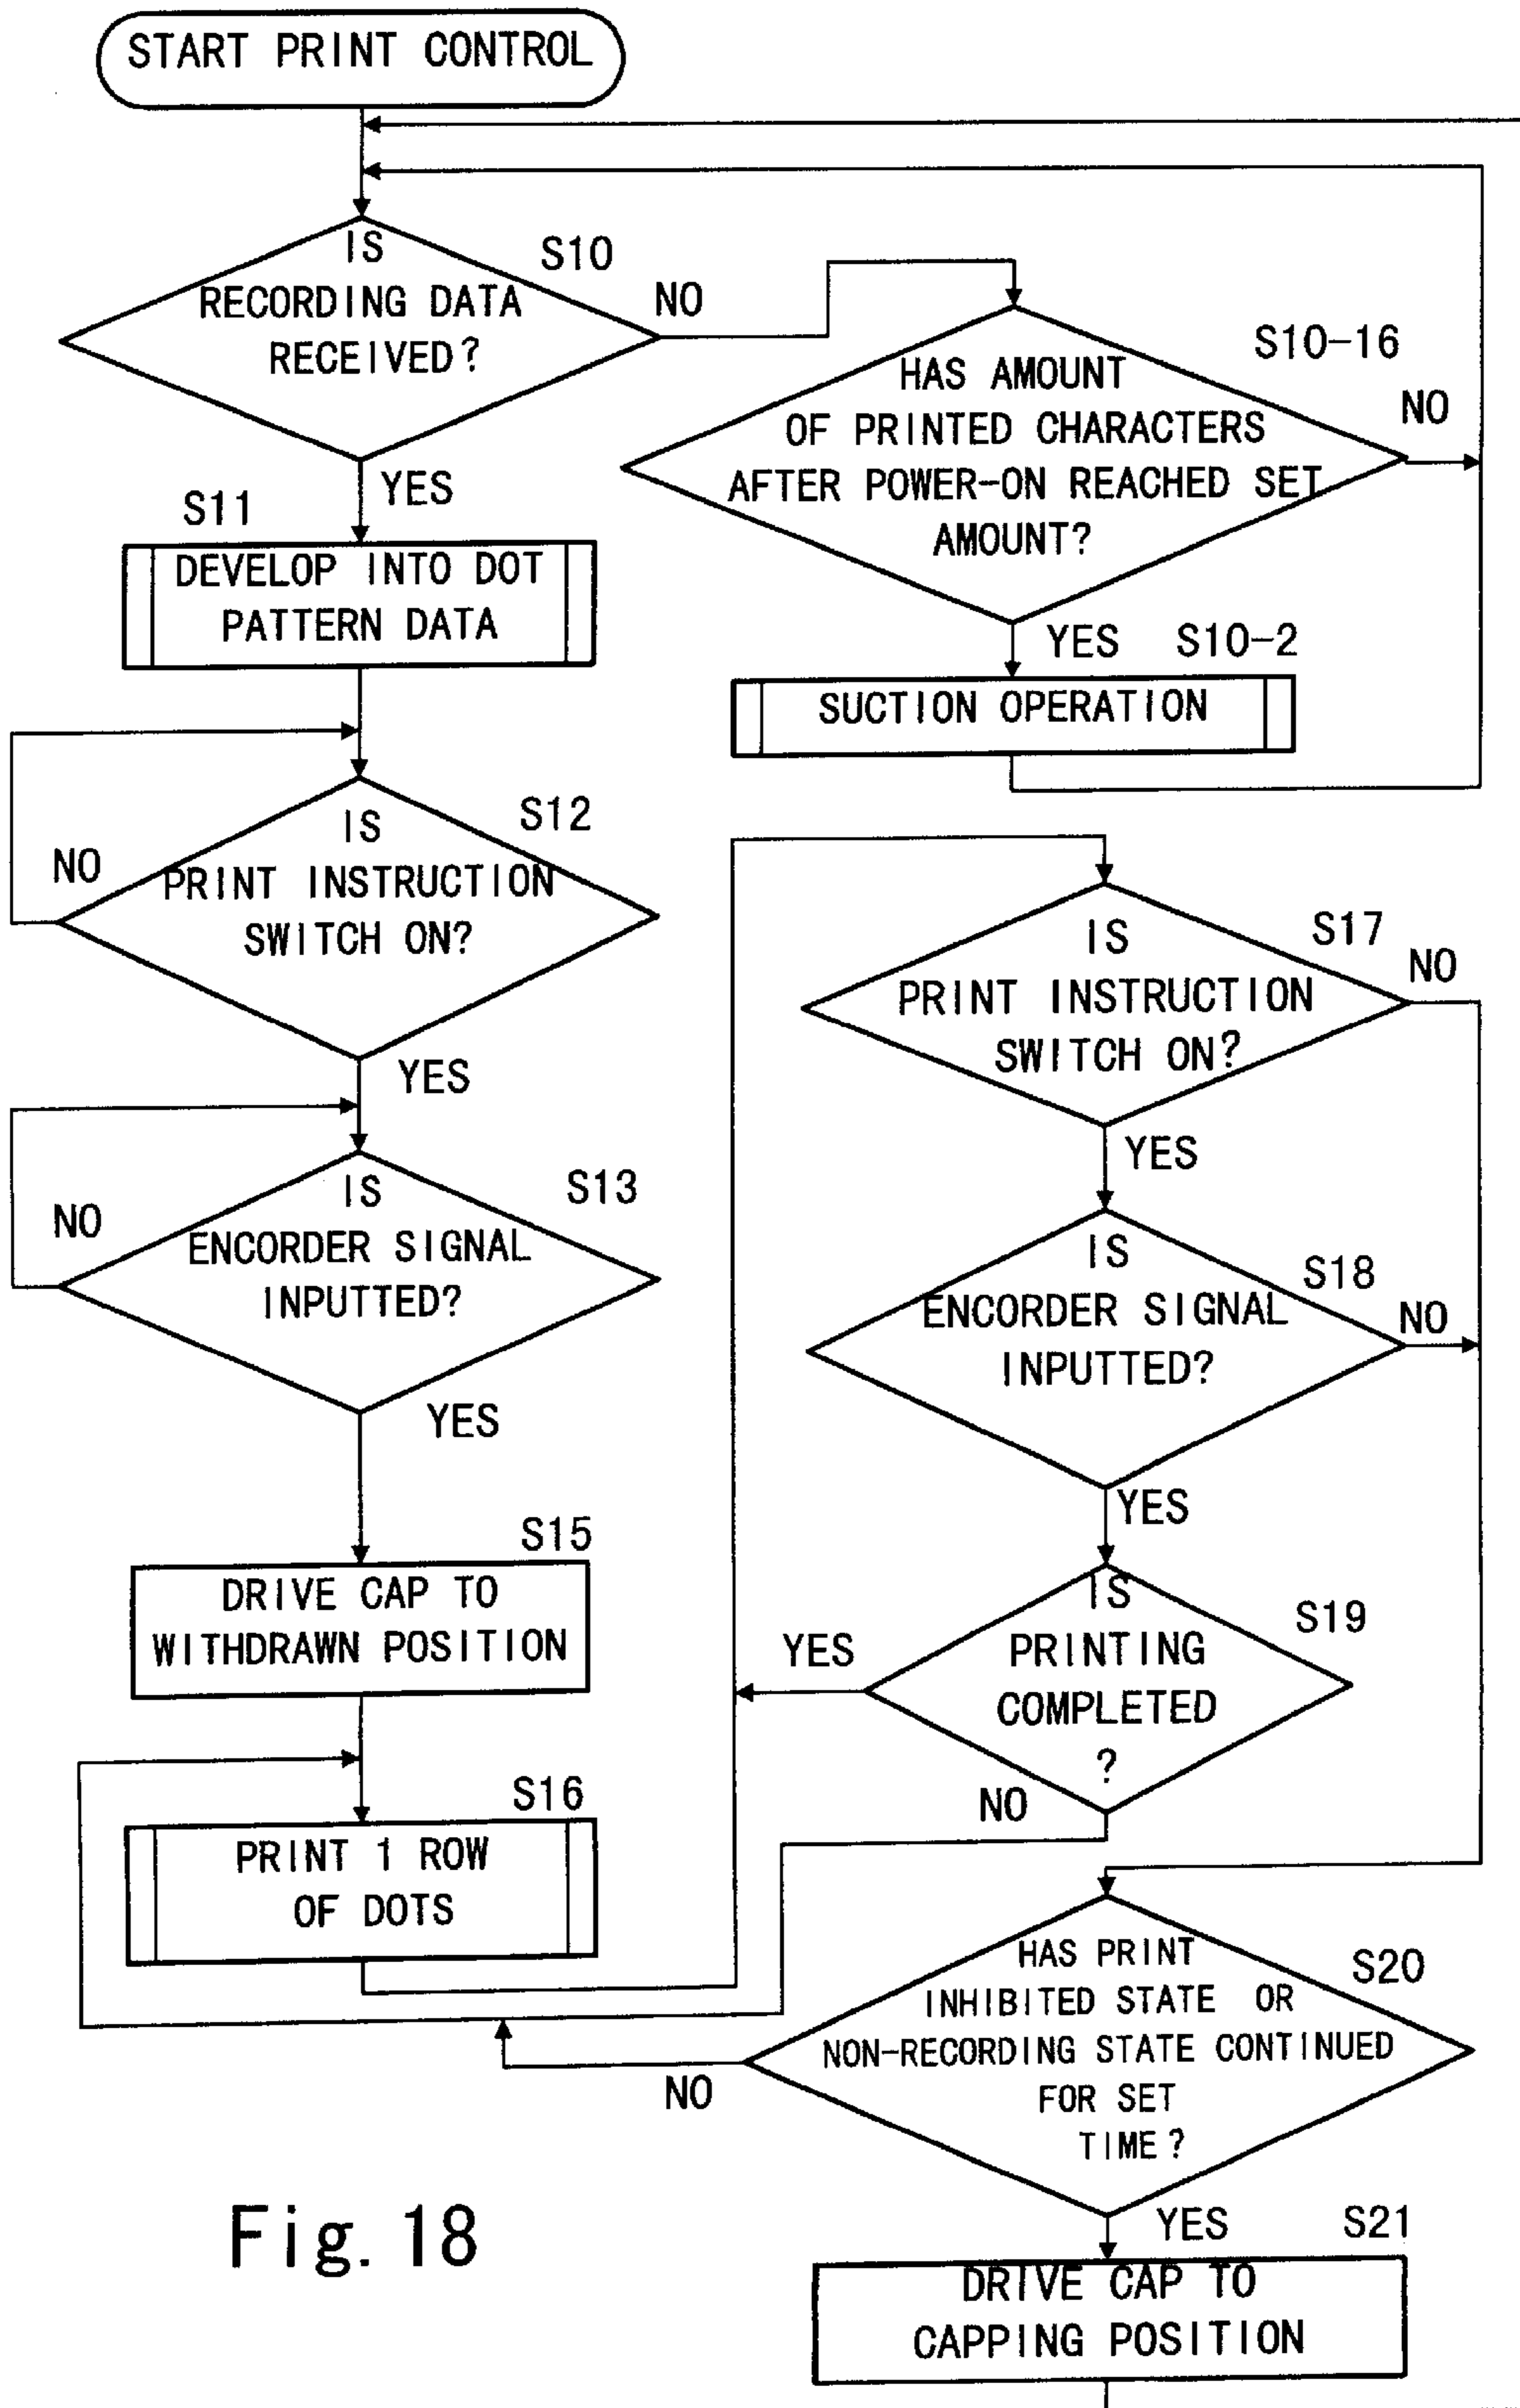 START PRINT CONTROL
IS
RECORDING DATA
RECEIVED?
S10
NO
YES
HAS AMOUNT
OF PRINTED CHARACTERS
AFTER POWER-ON REACHED SET
AMOUNT?
S10-16
NO
YES
S10-2
SUCTION OPERATION
S11
DEVELOP INTO DOT
PATTERN DATA
S12
IS
PRINT INSTRUCTION
SWITCH ON?
NO
YES
S13
IS
ENCORDER SIGNAL
INPUTTED?
NO
YES
S15
DRIVE CAP TO
WITHDRAWN POSITION
S16
PRINT 1 ROW
OF DOTS
S17
IS
PRINT INSTRUCTION
SWITCH ON?
NO
YES
S18
IS
ENCORDER SIGNAL
INPUTTED?
NO
YES
S19
IS
PRINTING
COMPLETED
?
YES
NO
S20
HAS PRINT
INHIBITED STATE OR
NON-RECORDING STATE CONTINUED
FOR SET
TIME?
NO
YES
S21
DRIVE CAP TO
CAPPING POSITION
Fig. 18